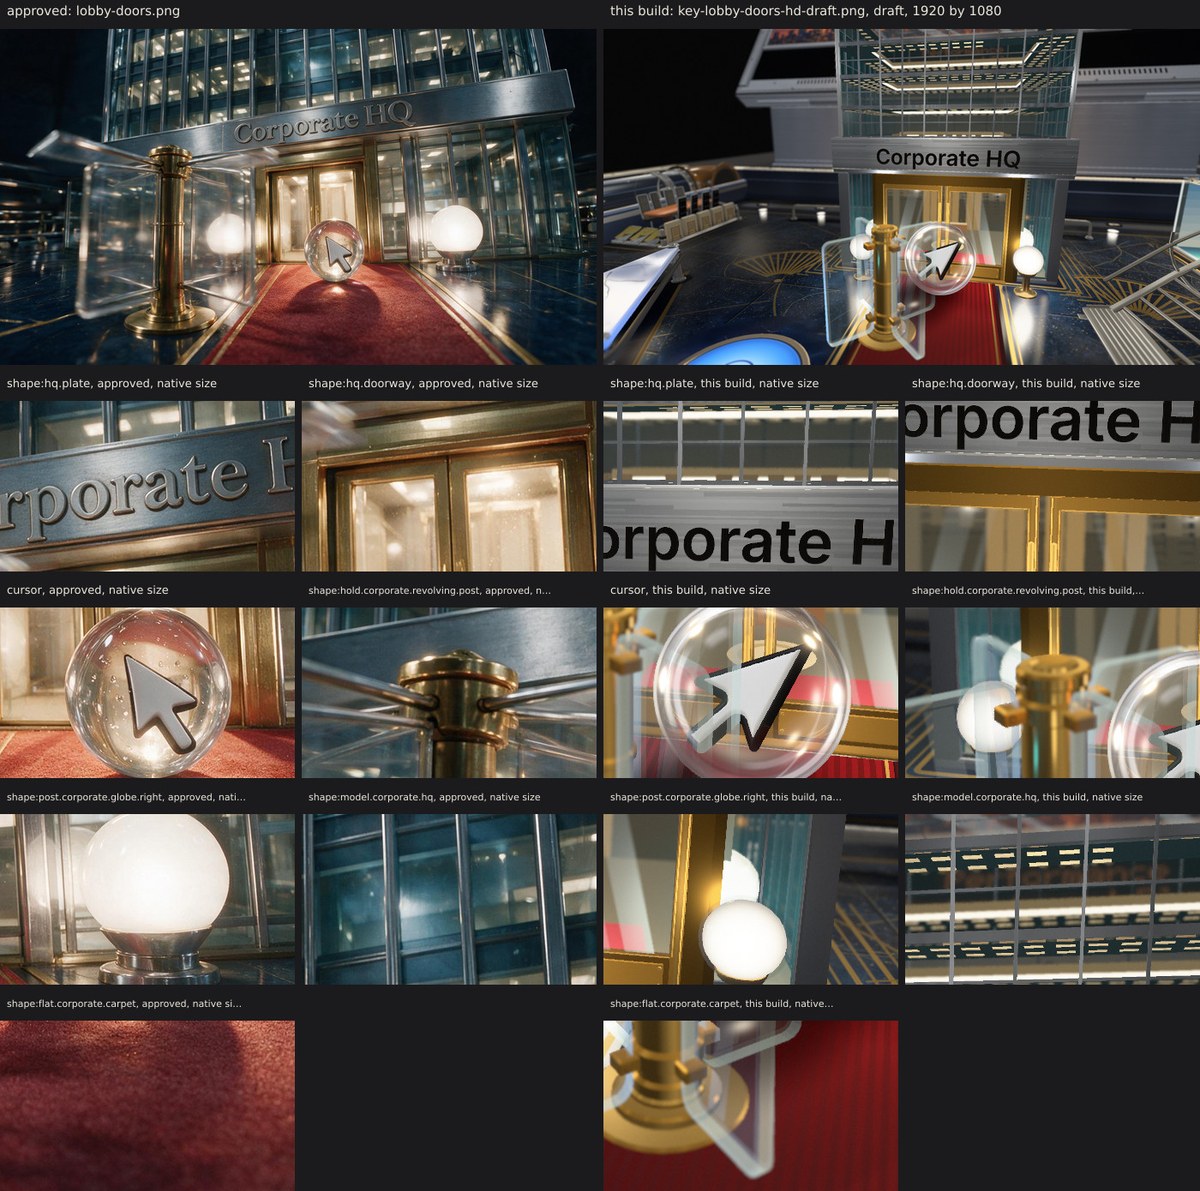 approved: lobby-doors.png
this build: key-lobby-doors-hd-draft.png, draft, 1920 by 1080
Corporate HQ
Corporate HQ
shape:hq.plate, approved, native size
shape:hq.doorway, approved, native size
shape:hq.plate, this build, native size
shape:hq.doorway, this build, native size
rporate H
orporate H
orporate H
cursor, approved, native size
shape:hold.corporate.revolving.post, approved, n...
cursor, this build, native size
shape:hold.corporate.revolving.post, this build,...
shape:post.corporate.globe.right, approved, nati...
shape:model.corporate.hq, approved, native size
shape:post.corporate.globe.right, this build, na...
shape:model.corporate.hq, this build, native size
shape:flat.corporate.carpet, approved, native si...
shape:flat.corporate.carpet, this build, native...